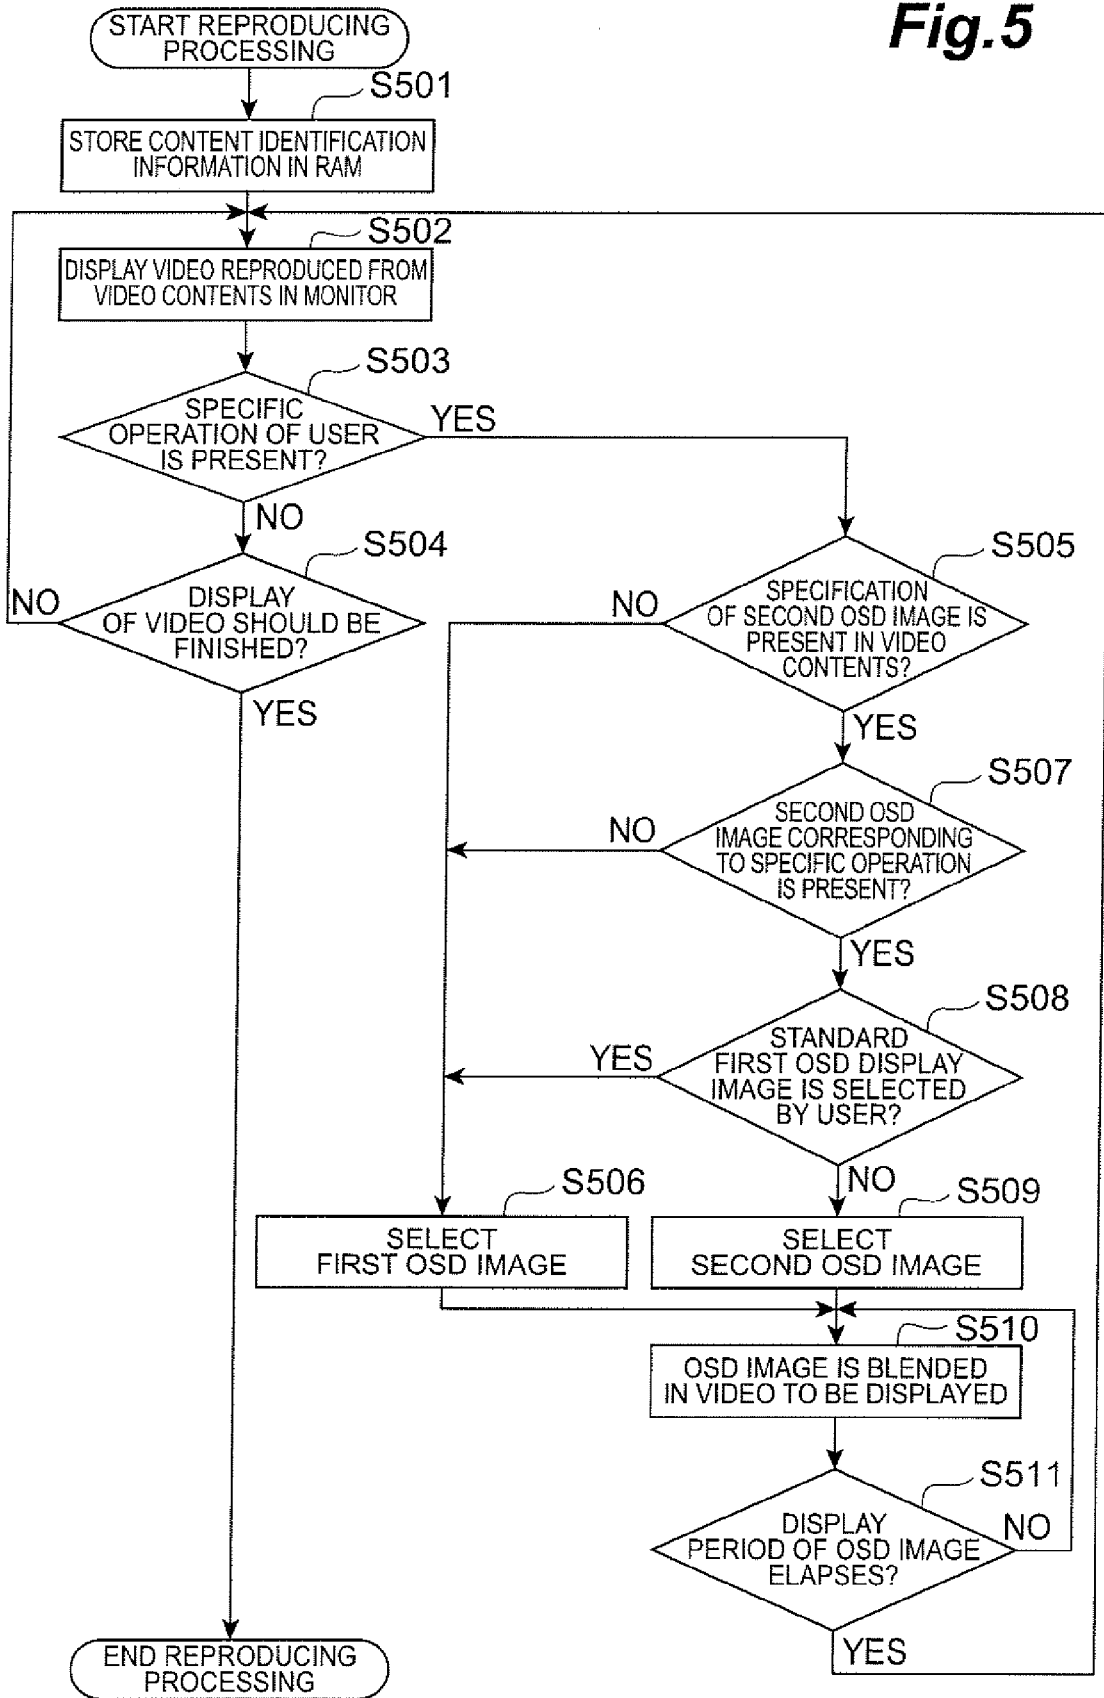 Fig.5
START REPRODUCING
PROCESSING
S501
STORE CONTENT IDENTIFICATION
INFORMATION IN RAM
S502
DISPLAY VIDEO REPRODUCED FROM
VIDEO CONTENTS IN MONITOR
S503
SPECIFIC
OPERATION OF USER
IS PRESENT?
YES
NO
S504
DISPLAY
OF VIDEO SHOULD BE
FINISHED?
NO
YES
S505
SPECIFICATION
OF SECOND OSD IMAGE IS
PRESENT IN VIDEO
CONTENTS?
NO
YES
S507
SECOND OSD
IMAGE CORRESPONDING
TO SPECIFIC OPERATION
IS PRESENT?
NO
YES
S508
STANDARD
FIRST OSD DISPLAY
IMAGE IS SELECTED
BY USER?
YES
NO
S506
SELECT
FIRST OSD IMAGE
S509
SELECT
SECOND OSD IMAGE
S510
OSD IMAGE IS BLENDED
IN VIDEO TO BE DISPLAYED
S511
DISPLAY
PERIOD OF OSD IMAGE
ELAPSES?
NO
YES
END REPRODUCING
PROCESSING